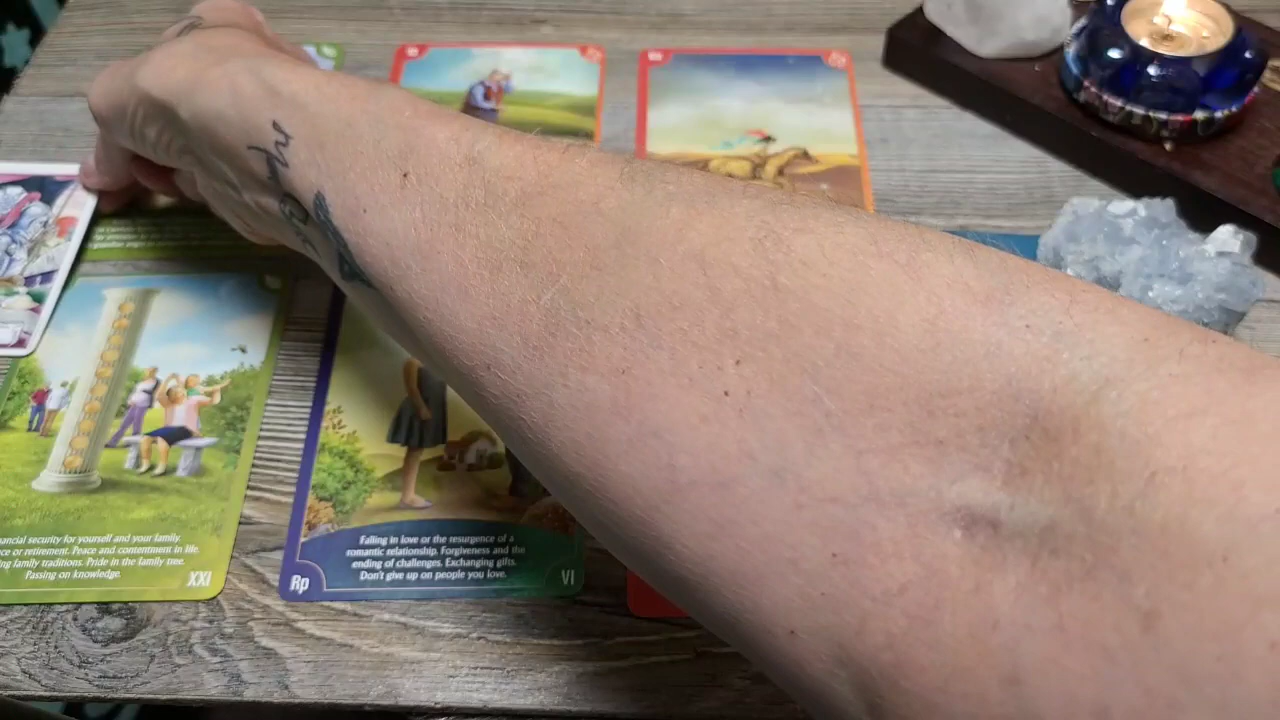 ancial security for yourself and your family.
ce or retirement. Peace and contentment in life.
ing family traditions. Pride in the family tree.
Passing on knowledge.
XXI
Falling in love or the resurgence of a
romantic relationship. Forgiveness and the
ending of challenges. Exchanging gifts.
Don't give up on people you love.
Rp
VI